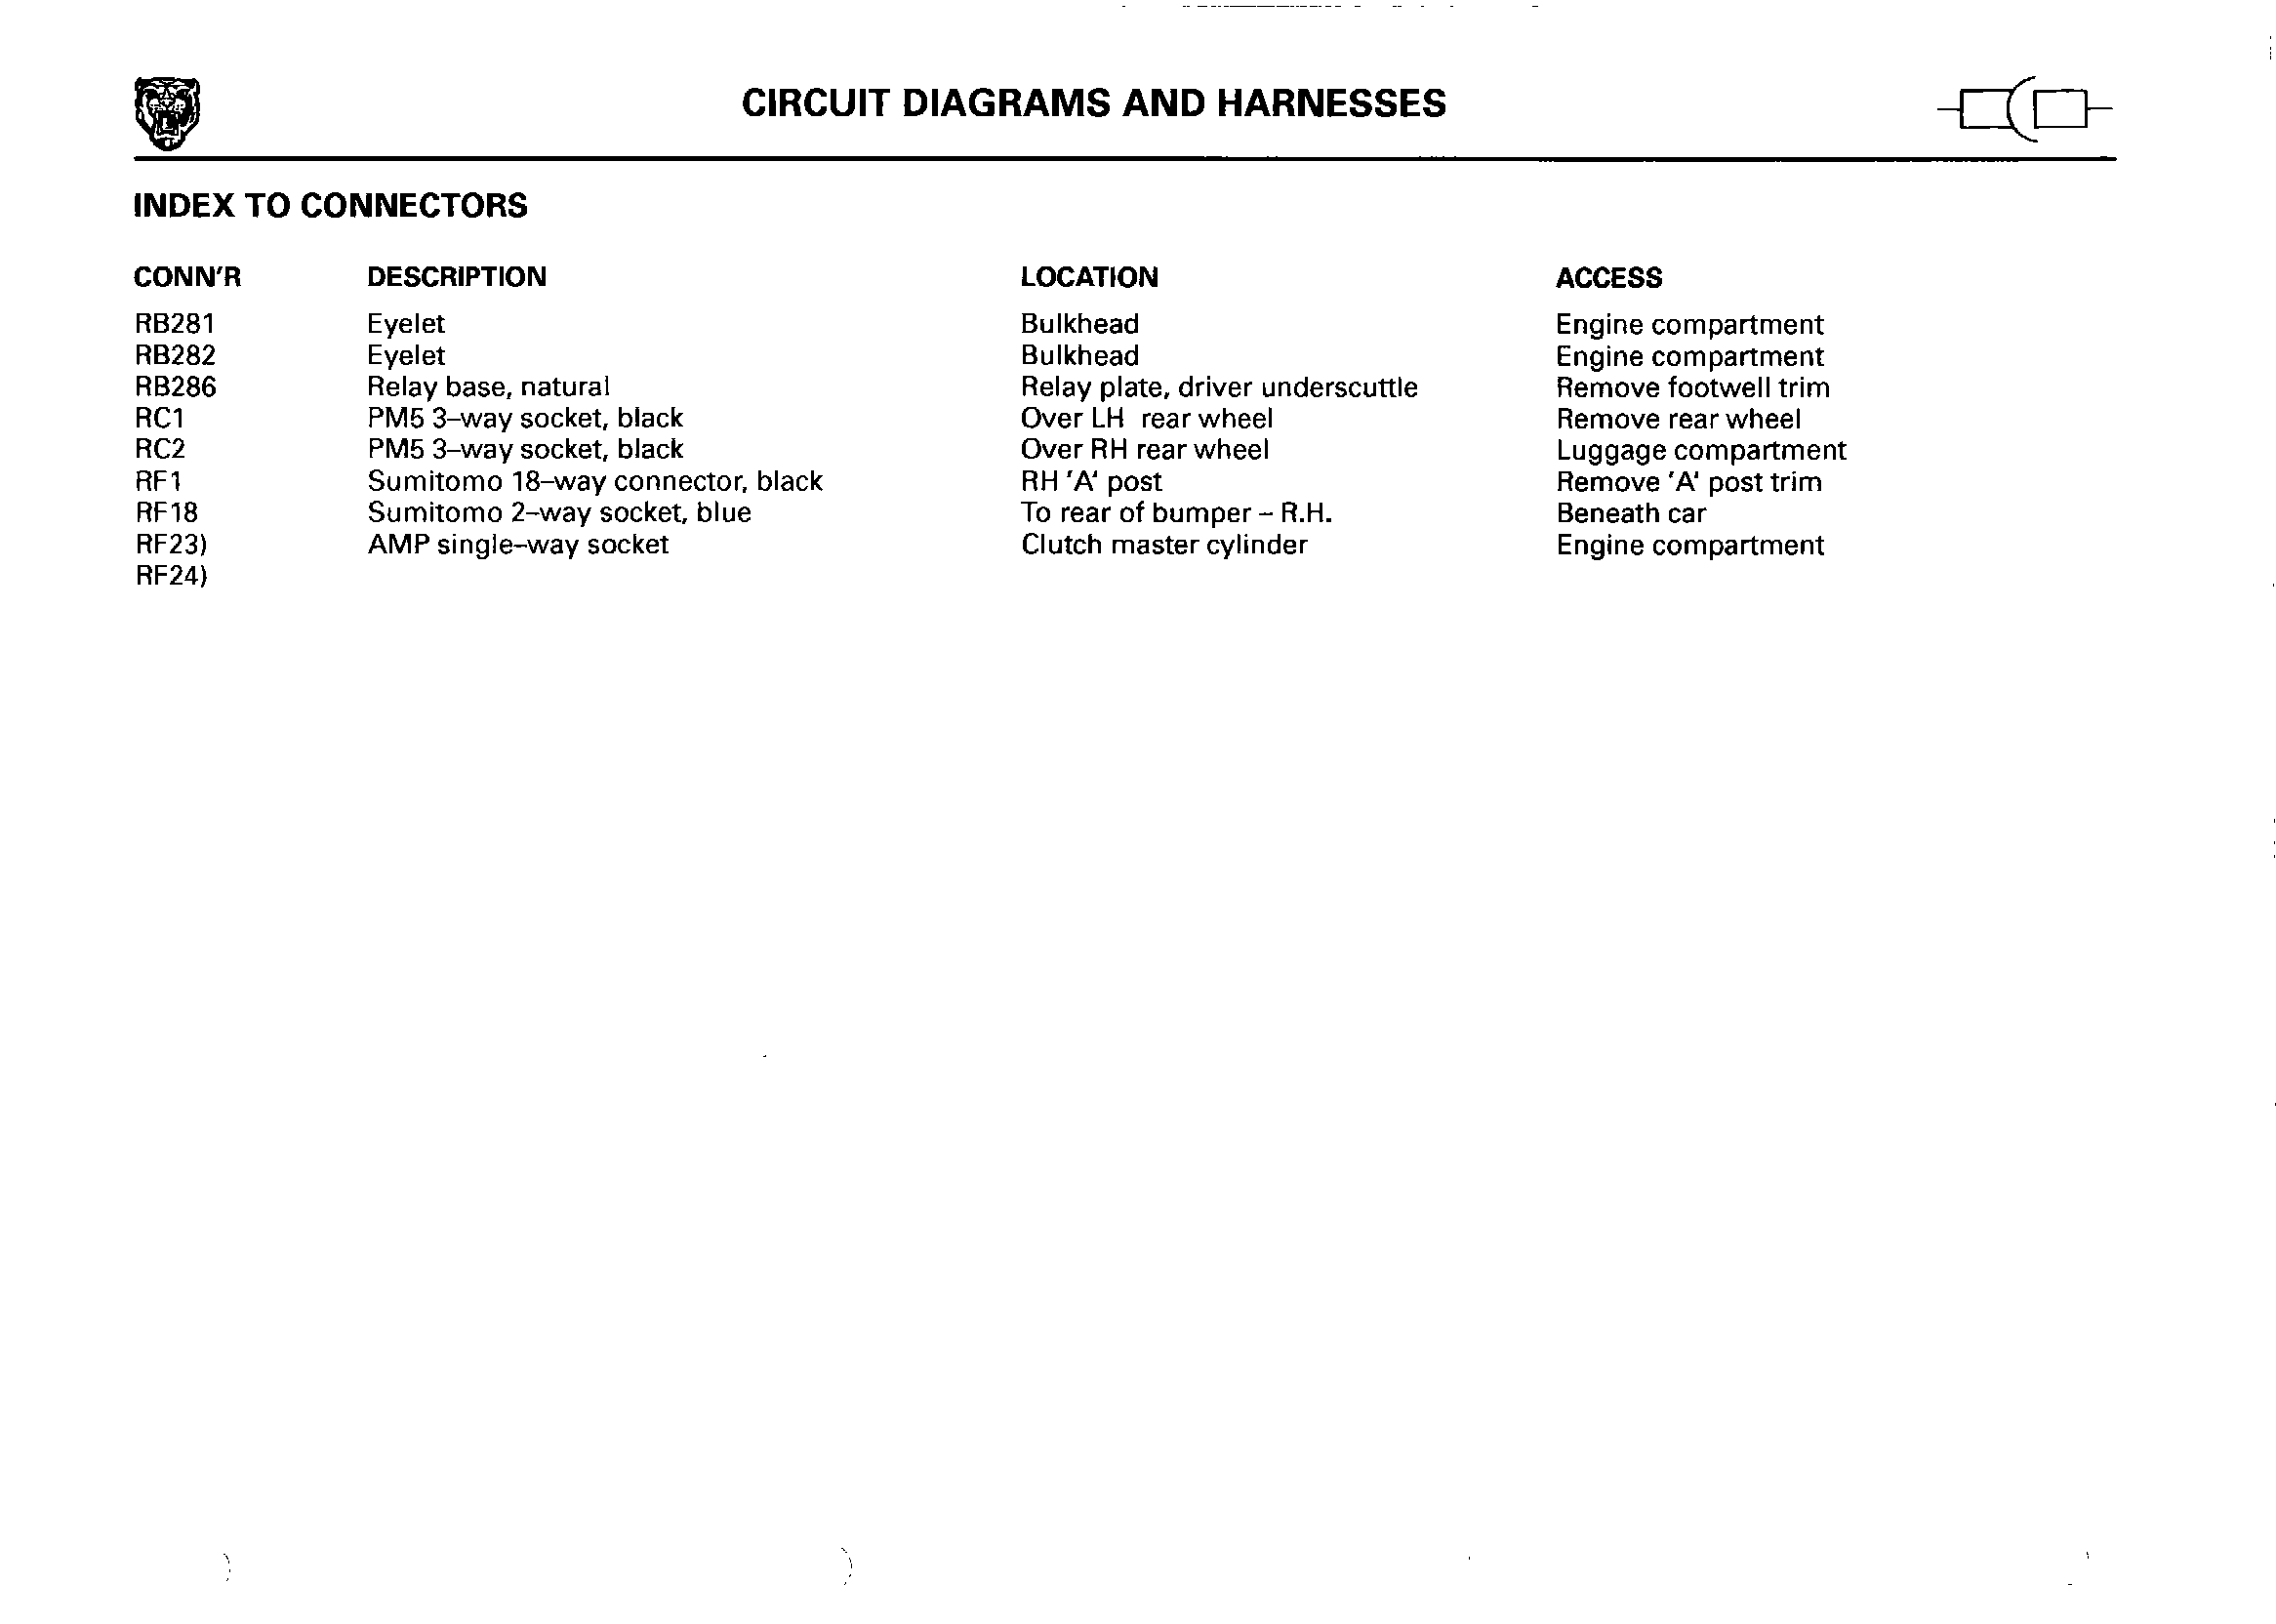 CIRCUIT DIAGRAMS AND HARNESSES
INDEX TO CONNECTORS
CONN'R DESCRIPTION LOCATION ACCESS
RB281 Eyelet Bulkhead Engine compartment
RB282 Eyelet Bulkhead Engine compartment
RB286 Relay base, natural Relay plate, driver underscuttle Remove footwell trim
RC1 PM5 3–way socket, black Over LH rear wheel Remove rear wheel
RC2 PM5 3–way socket, black Over RH rear wheel Luggage compartment
RF1 Sumitomo 18–way connector, black RH 'A' post Remove 'A' post trim
RF18 Sumitomo 2–way socket, blue To rear of bumper – R.H. Beneath car
RF23) AMP single–way socket Clutch master cylinder Engine compartment
RF24)